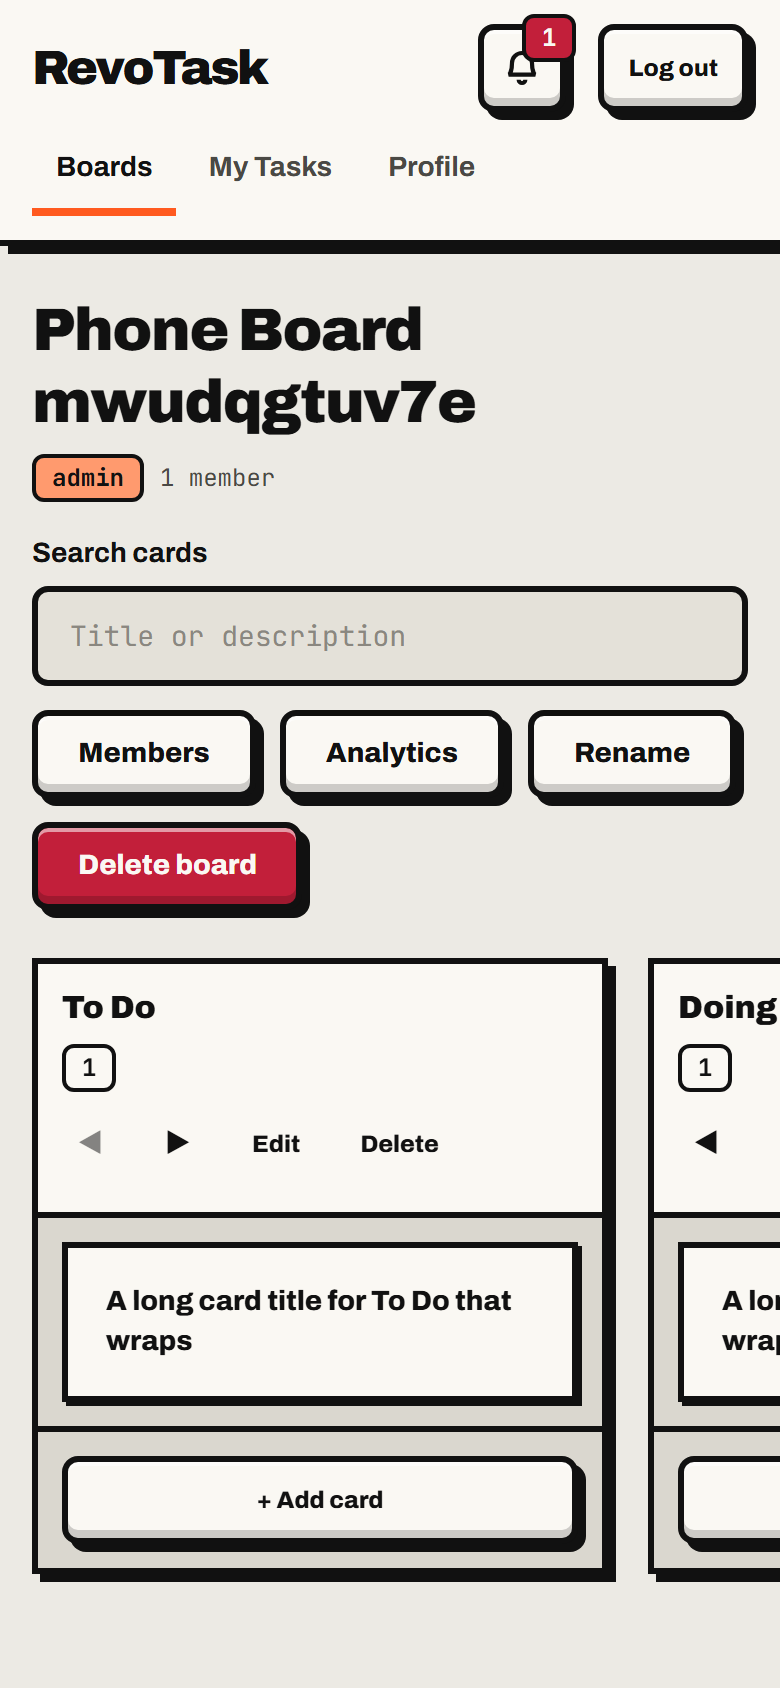 RevoTask
1
Log out
Boards
My Tasks
Profile
Phone Board
mwudqgtuv7e
admin
1 member
Search cards
Title or description
Members
Analytics
Rename
Delete board
To Do
1
◀
▶
Edit
Delete
A long card title for To Do that
wraps
+ Add card
Doing
1
◀
A